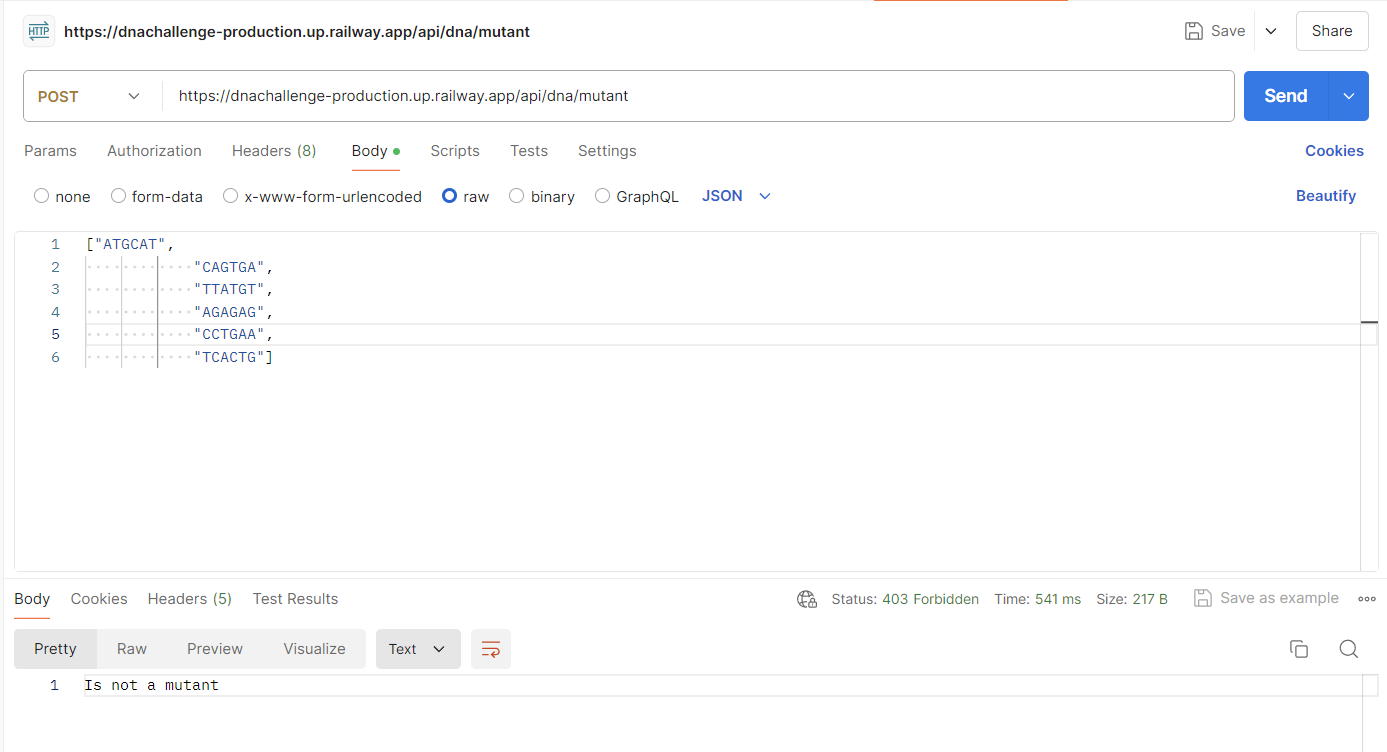 HTTP https://dnachallenge-production.up.railway.app/api/dna/mutant Save Share
POST https://dnachallenge-production.up.railway.app/api/dna/mutant Send
Params Authorization Headers (8) Body Scripts Tests Settings Cookies
none form-data x-www-form-urlencoded raw binary GraphQL JSON Beautify
1 ["ATGCAT",
2 "CAGTGA",
3 "TTATGT",
4 "AGAGAG",
5 "CCTGAA",
6 "TCACTG"]
Body Cookies Headers (5) Test Results Status: 403 Forbidden Time: 541 ms Size: 217 B Save as example
Pretty Raw Preview Visualize Text
1 Is not a mutant